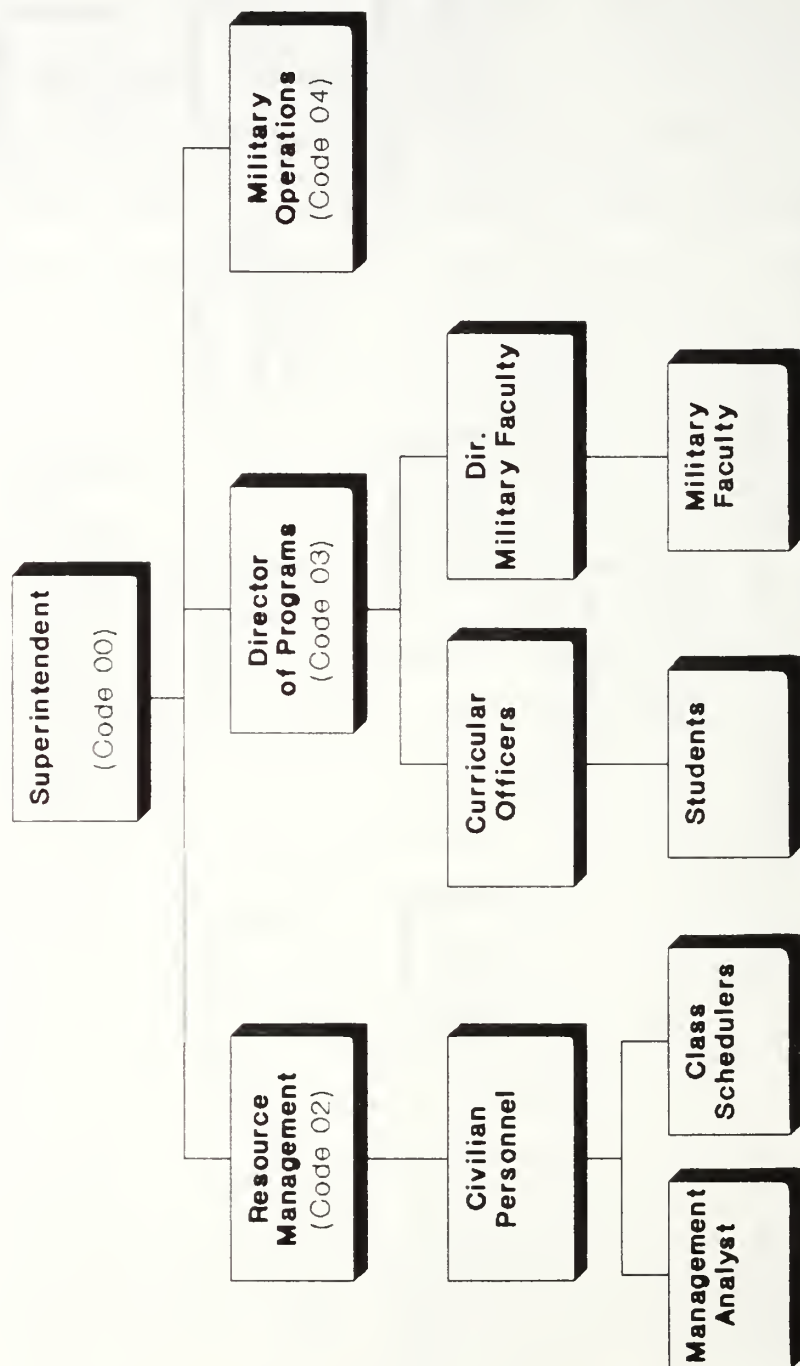 Superintendent
(Code 00)
Resource
Management
(Code 02)
Director
of Programs
(Code 03)
Military
Operations
(Code 04)
Civilian
Personnel
Curricular
Officers
Dir.
Military Faculty
Management
Analyst
Class
Schedulers
Students
Military
Faculty